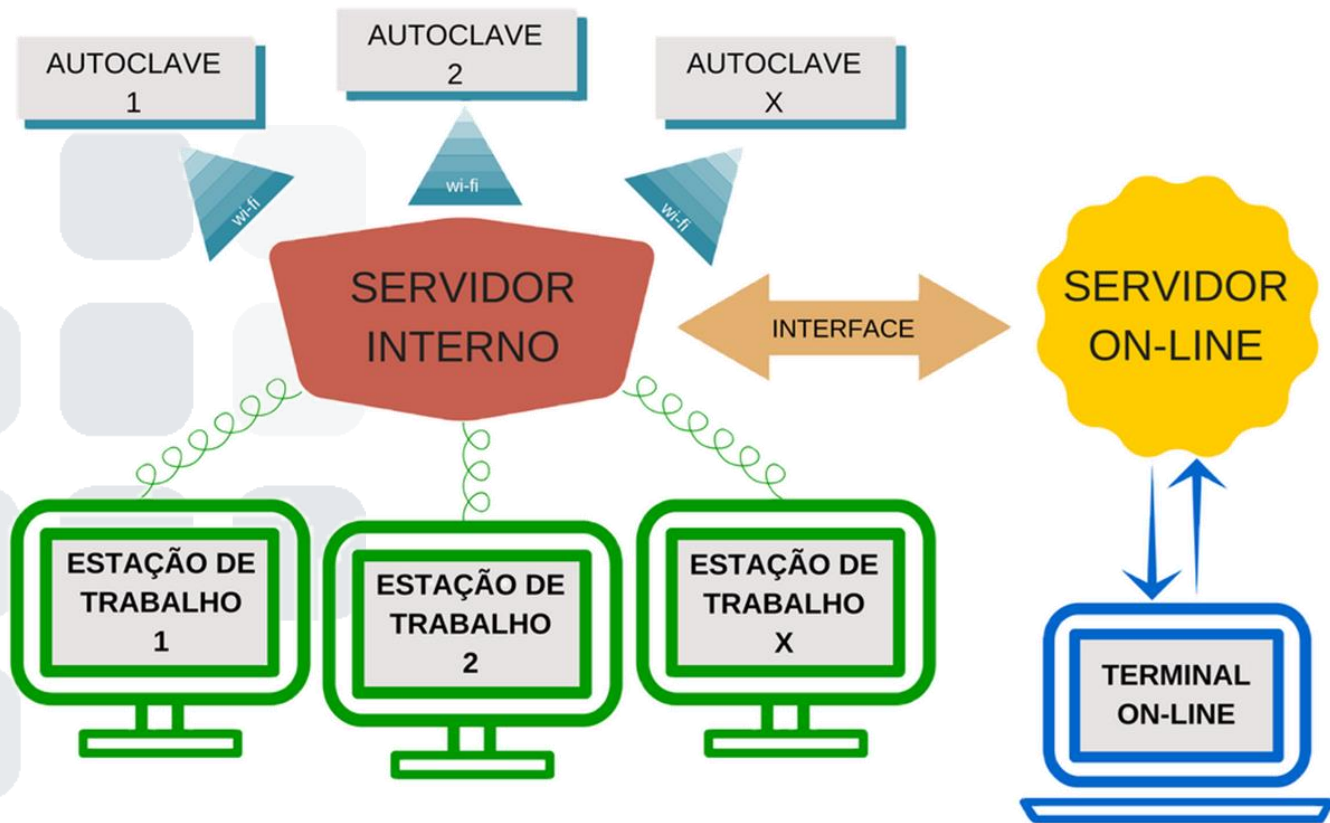 AUTOCLAVE
1
AUTOCLAVE
2
AUTOCLAVE
X
wi-fi
wi-fi
wi-fi
SERVIDOR
INTERNO
INTERFACE
SERVIDOR
ON-LINE
ESTAÇÃO DE
TRABALHO
1
ESTAÇÃO DE
TRABALHO
2
ESTAÇÃO DE
TRABALHO
X
TERMINAL
ON-LINE